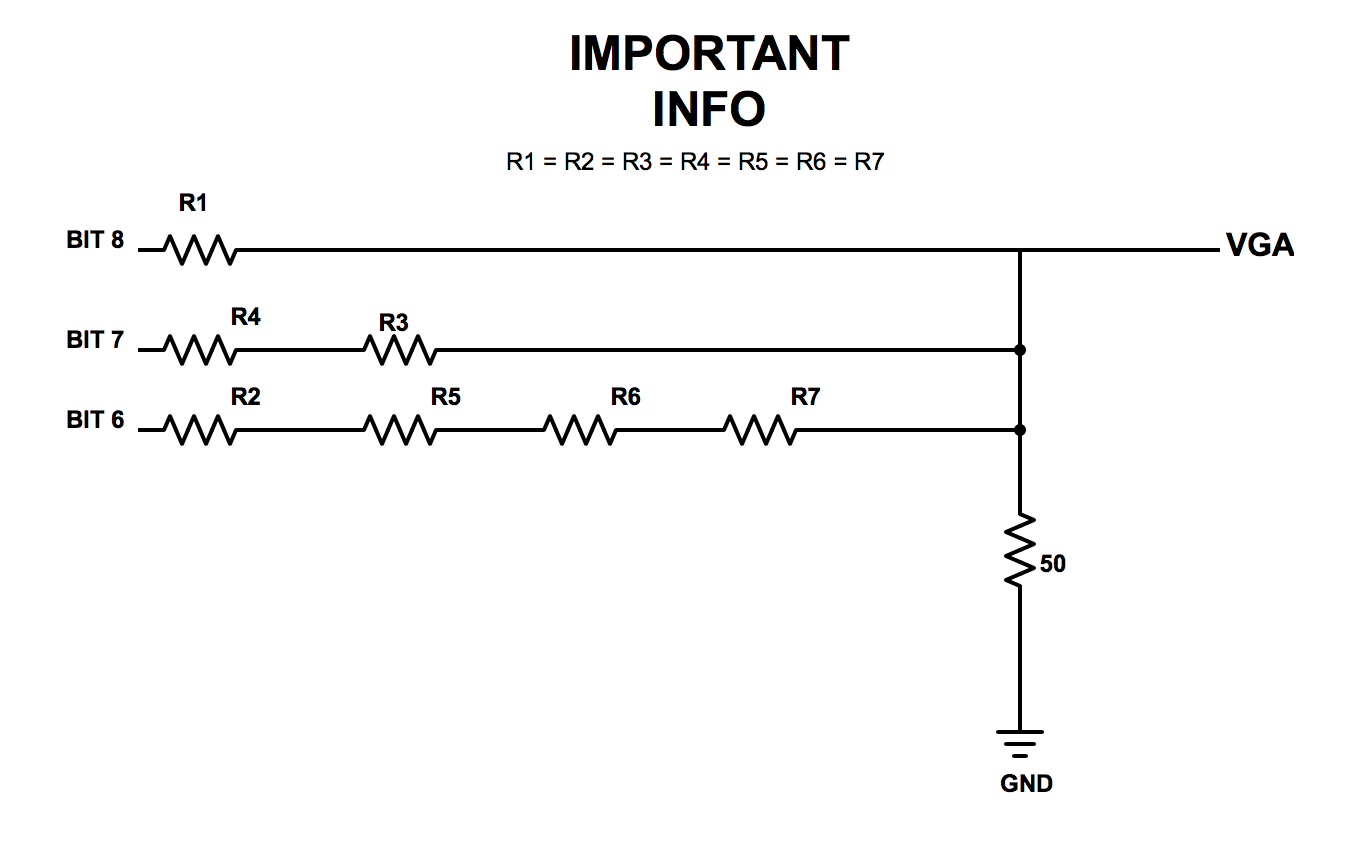 IMPORTANT
INFO
R1 = R2 = R3 = R4 = R5 = R6 = R7
R1
BIT 8
VGA
R4
R3
BIT 7
R2
R5
R6
R7
BIT 6
50
GND